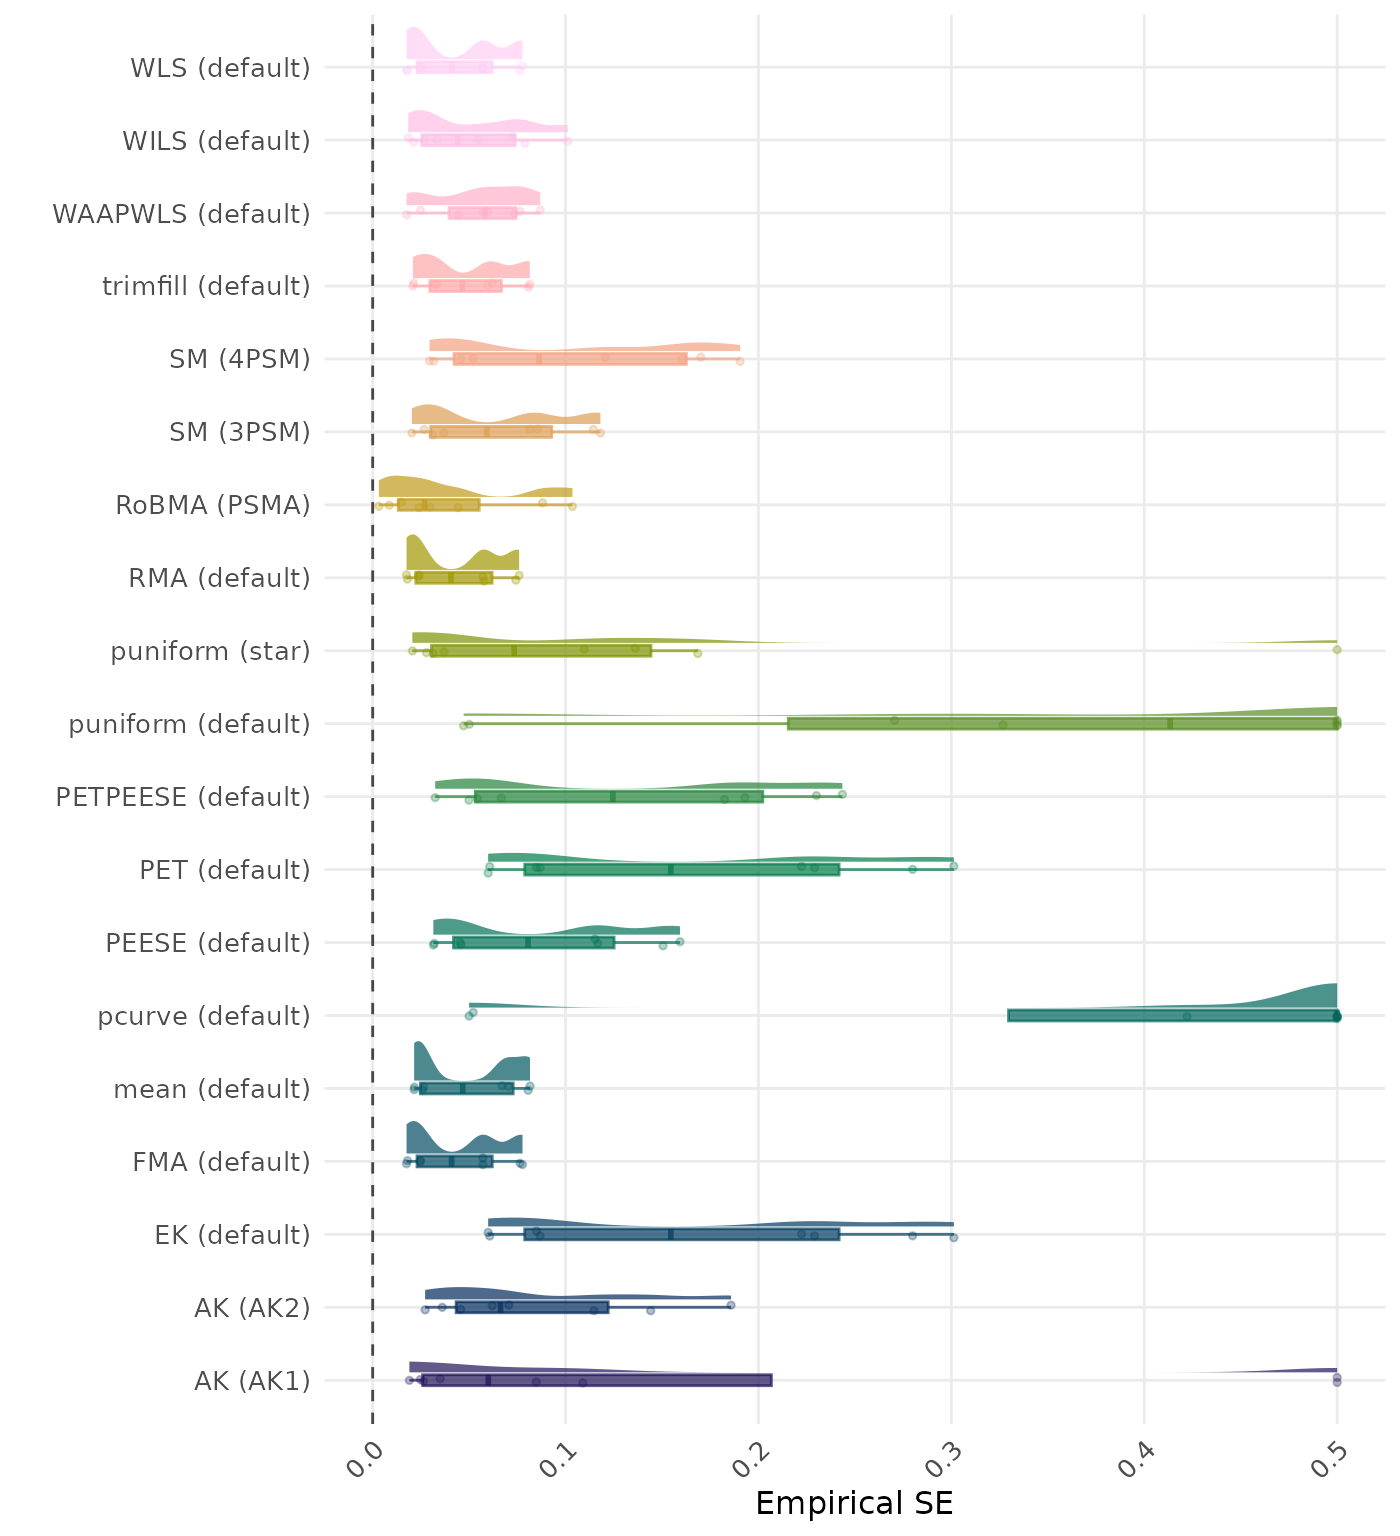 WLS (default)
WILS (default)
WAAPWLS (default)
trimfill (default)
SM (4PSM)
SM (3PSM)
RoBMA (PSMA)
RMA (default)
puniform (star)
puniform (default)
PETPEESE (default)
PET (default)
PEESE (default)
pcurve (default)
mean (default)
FMA (default)
EK (default)
AK (AK2)
AK (AK1)
0.0 0.1 0.2 0.3 0.4 0.5
Empirical SE